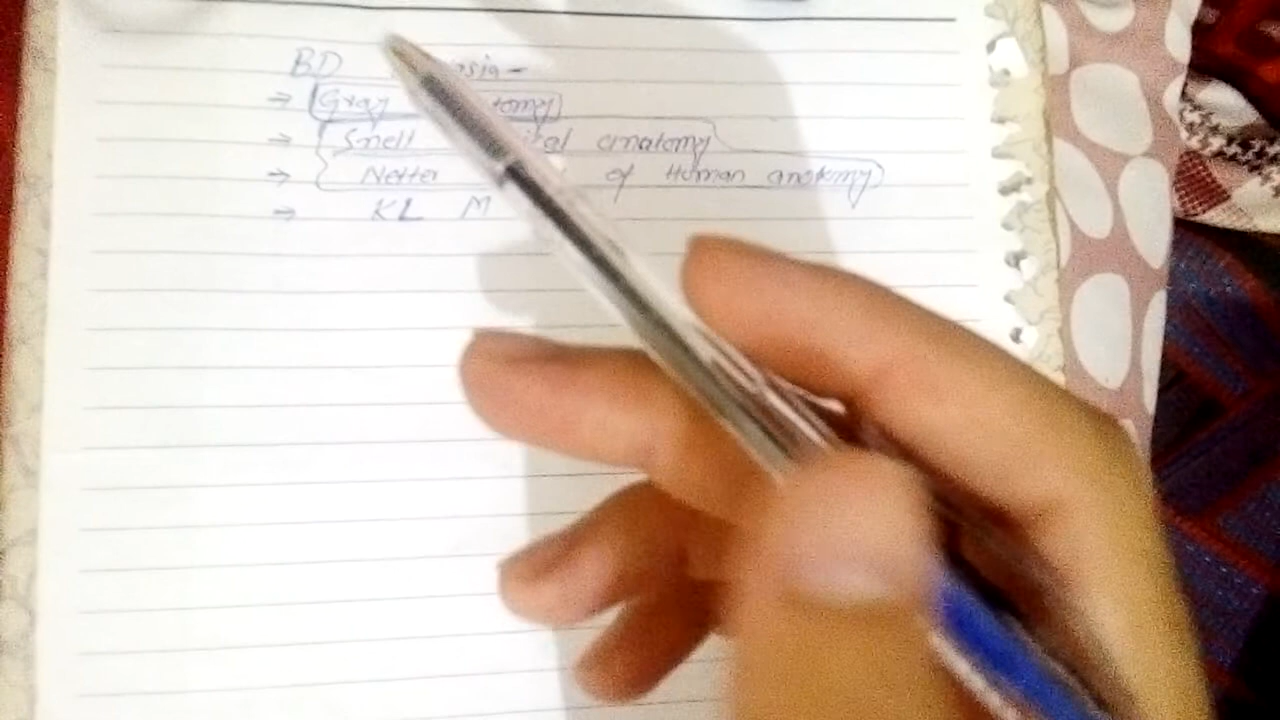 BD
→ Gray
→ Snell anatomy
→ Netter of Human anatomy
→ KL M